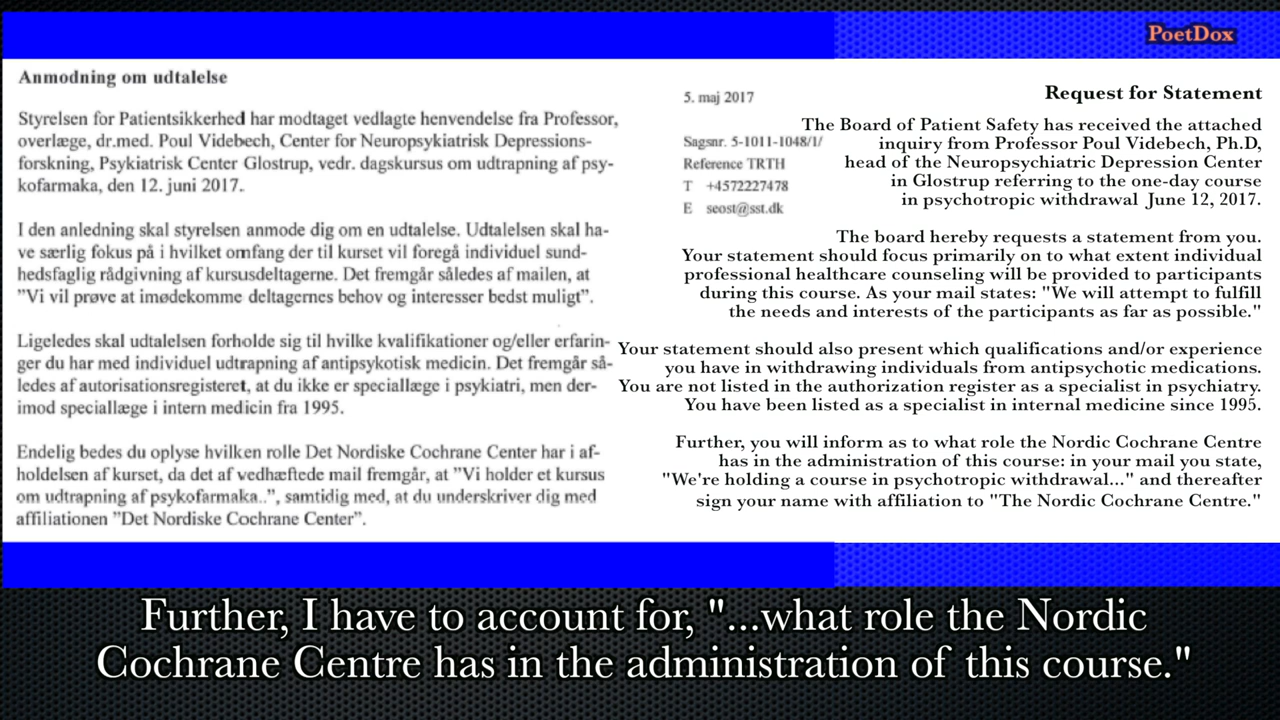 PoetDox
Anmodning om udtalelse
Styrelsen for Patientsikkerhed har modtaget vedlagte henvendelse fra Professor,
overlæge, dr.med. Poul Videbech, Center for Neuropsykiatrisk Depressions-
forskning, Psykiatrisk Center Glostrup, vedr. dagskursus om udtrapning af psy-
kofarmaka, den 12. juni 2017.
I den anledning skal styrelsen anmode dig om en udtalelse. Udtalelsen skal ha-
ve særlig fokus på i hvilket omfang der til kurset vil foregå individuel sund-
hedsfaglig rådgivning af kursusdeltagerne. Det fremgår således af mailen, at
”Vi vil prøve at imødekomme deltagernes behov og interesser bedst muligt”.
Ligeledes skal udtalelsen forholde sig til hvilke kvalifikationer og/eller erfarin-
ger du har med individuel udtrapning af antipsykotisk medicin. Det fremgår så-
ledes af autorisationsregisteret, at du ikke er speciallæge i psykiatri, men der-
imod speciallæge i intern medicin fra 1995.
Endelig bedes du oplyse hvilken rolle Det Nordiske Cochrane Center har i af-
holdelsen af kurset, da det af vedhæftede mail fremgår, at ”Vi holder et kursus
om udtrapning af psykofarmaka..”, samtidig med, at du underskriver dig med
affiliationen ”Det Nordiske Cochrane Center”.
5. maj 2017
Sagsnr. 5-1011-1048/1/
Reference TRTH
T +4572227478
E seost@sst.dk
Request for Statement
The Board of Patient Safety has received the attached
inquiry from Professor Poul Videbech, Ph.D,
head of the Neuropsychiatric Depression Center
in Glostrup referring to the one-day course
in psychotropic withdrawal June 12, 2017.
The board hereby requests a statement from you.
Your statement should focus primarily on to what extent individual
professional healthcare counseling will be provided to participants
during this course. As your mail states: "We will attempt to fulfill
the needs and interests of the participants as far as possible."
Your statement should also present which qualifications and/or experience
you have in withdrawing individuals from antipsychotic medications.
You are not listed in the authorization register as a specialist in psychiatry.
You have been listed as a specialist in internal medicine since 1995.
Further, you will inform as to what role the Nordic Cochrane Centre
has in the administration of this course: in your mail you state,
"We're holding a course in psychotropic withdrawal..." and thereafter
sign your name with affiliation to "The Nordic Cochrane Centre."
Further, I have to account for, "...what role the Nordic
Cochrane Centre has in the administration of this course."